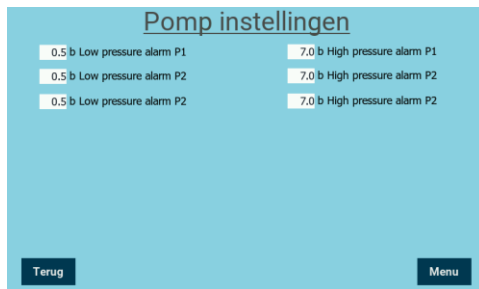 Pomp instellingen
0.5 b Low pressure alarm P1
7.0 b High pressure alarm P1
0.5 b Low pressure alarm P2
7.0 b High pressure alarm P2
0.5 b Low pressure alarm P2
7.0 b High pressure alarm P2
Terug
Menu